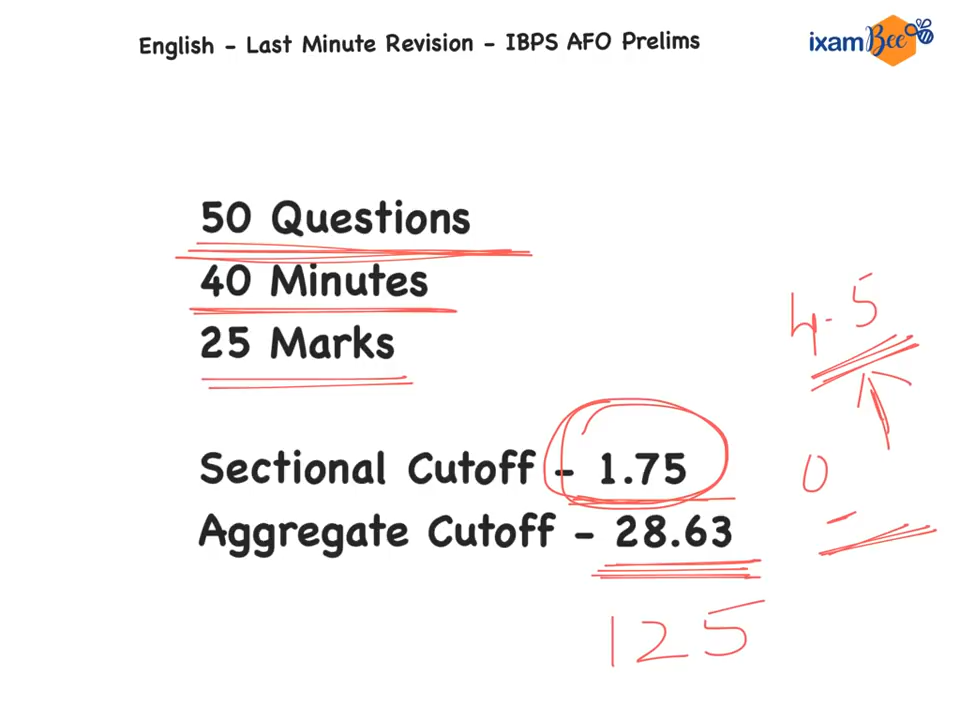 English - Last Minute Revision - IBPS AFO Prelims
ixamBee
50 Questions
40 Minutes
25 Marks
4.5
Sectional Cutoff - 1.75
0
Aggregate Cutoff - 28.63
125